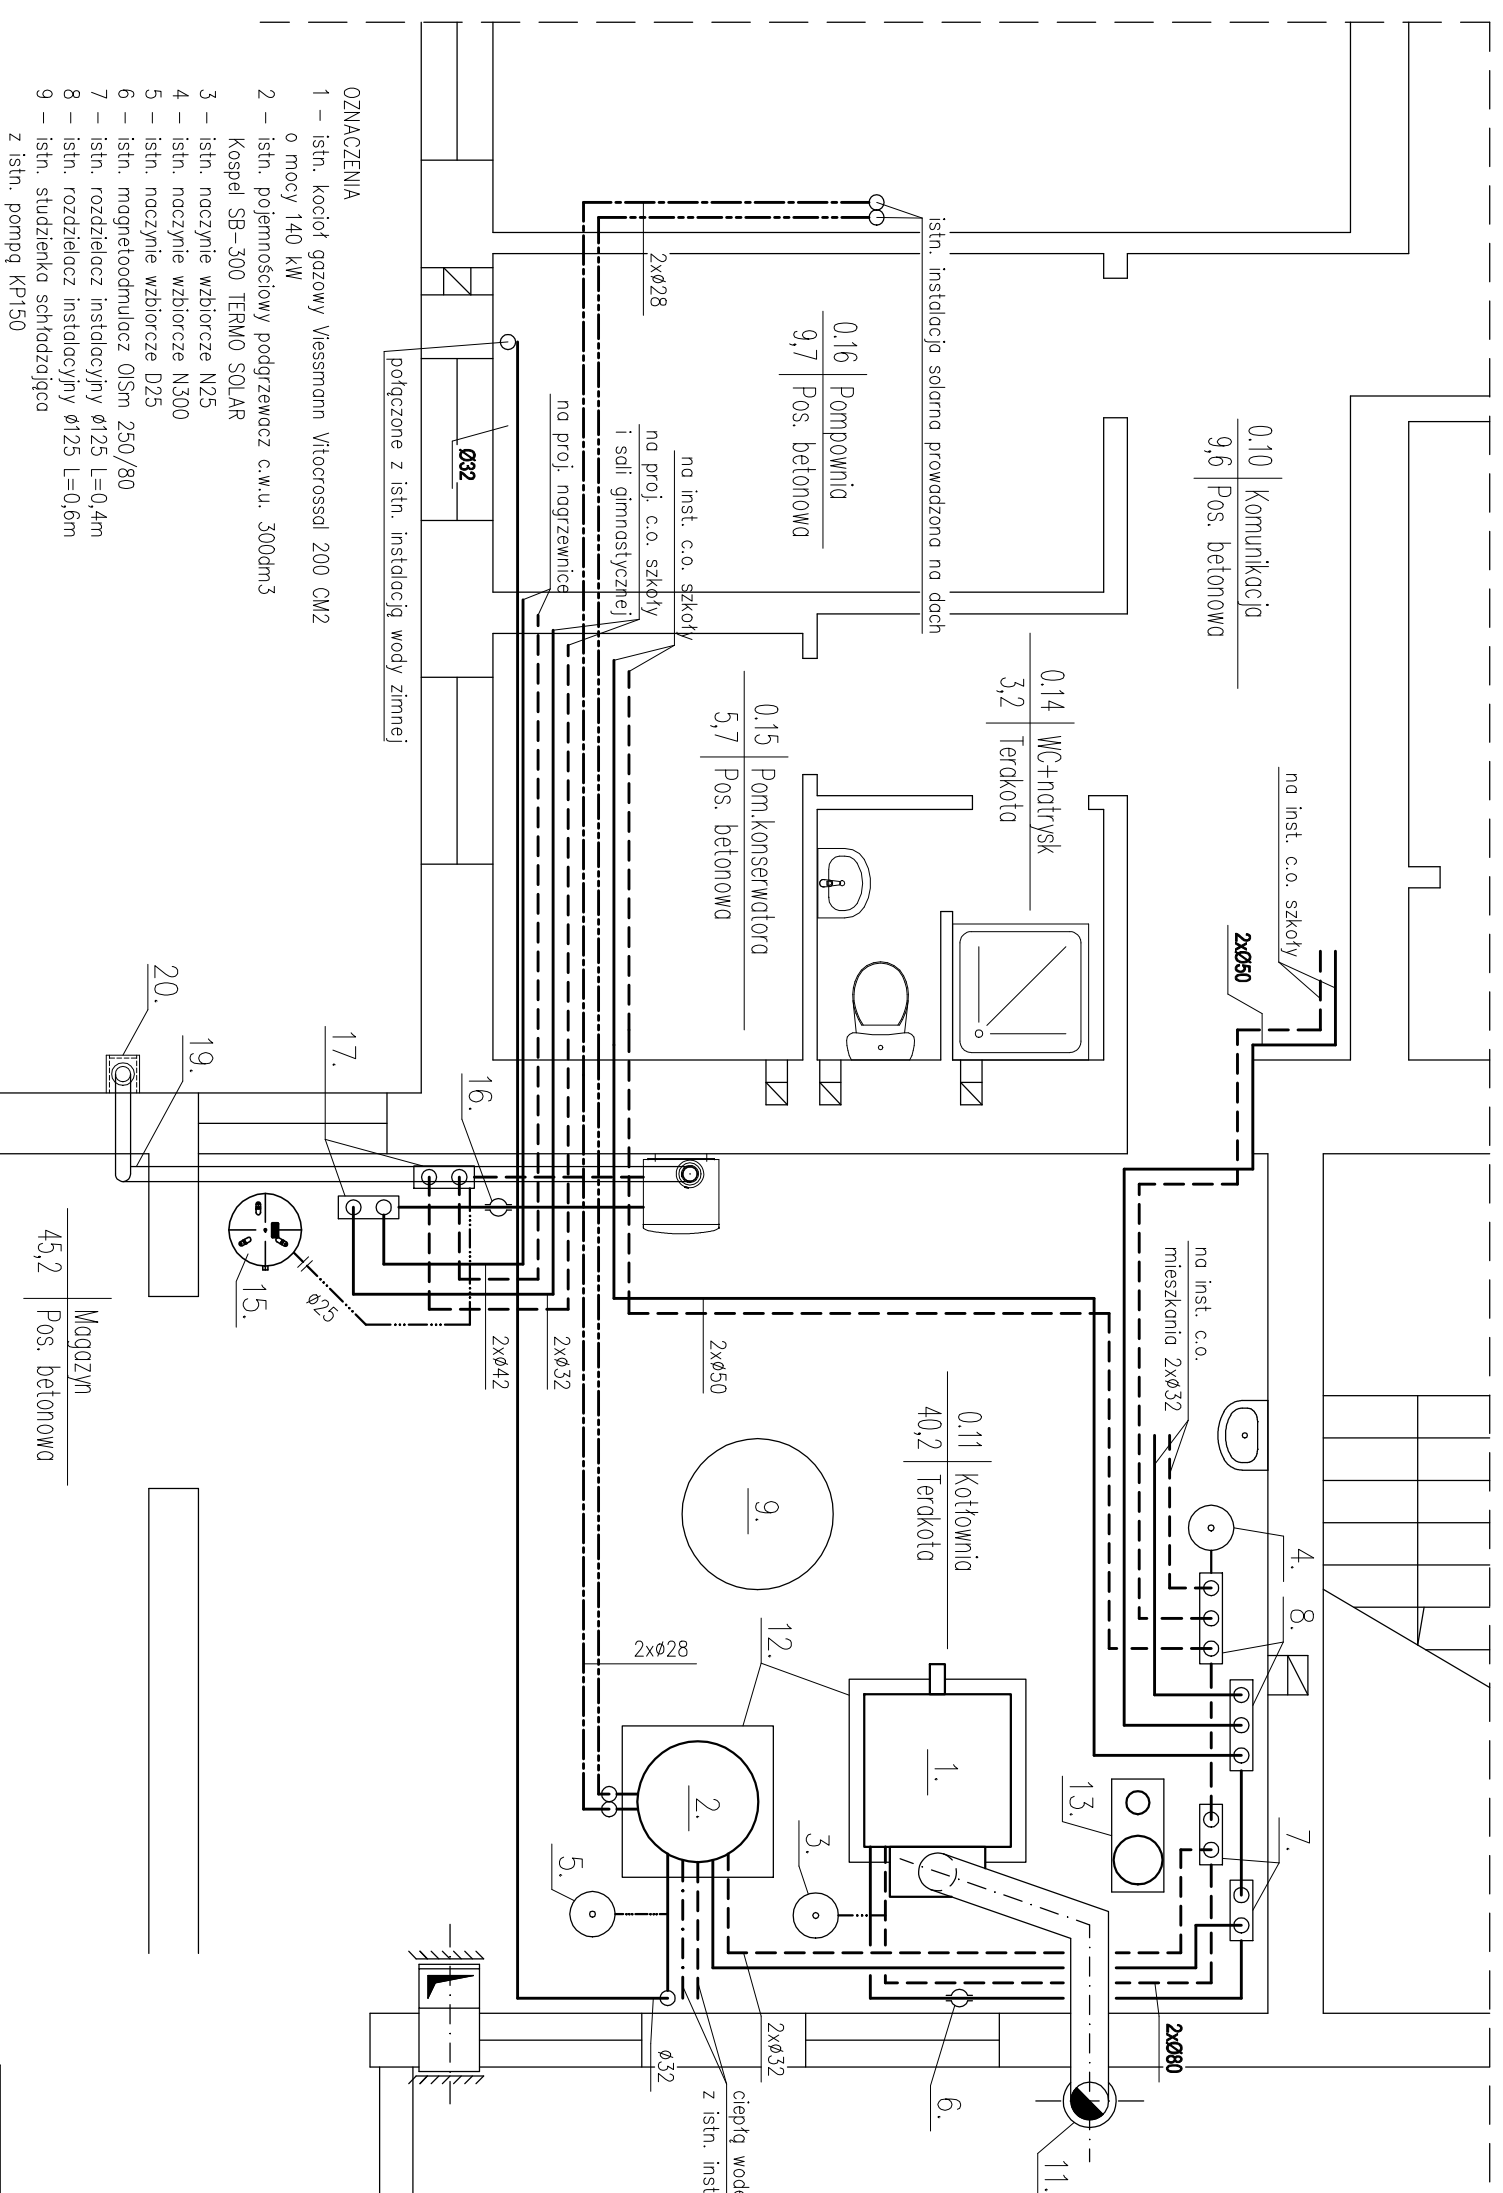 na inst. c.o. szkoły
2xØ50
0.10 Komunikacja
9,6 Pos. betonowa
na inst. c.o.
mieszkania 2xø32
4.
8.
7.
13.
2xØ80
11.
0.14 WC+natrysk
3,2 Terakota
istn. instalacja solarna prowadzona na dach
0.16 Pompownia
9,7 Pos. betonowa
0.15 Pom.konserwatora
5,7 Pos. betonowa
0.11 Kotłownia
40,2 Terakota
1.
3.
6.
9.
12.
2xø28
2xø28
2.
5.
2xø50
2xø32
2xø42
2xø32
ø32
ciepłą
z istn.
na inst. c.o. szkoły
na proj. c.o. szkoły
i sali gimnastycznej
na proj. nagrzewnice
Ø32
połączone z istn. instalacją wody zimnej
16.
17.
19.
20.
15.
ø25
Magazyn
45,2 Pos. betonowa
OZNACZENIA
1 – istn. kocioł gazowy Viessmann Vitocrossal 200 CM2
o mocy 140 kW
2 – istn. pojemnościowy podgrzewacz c.w.u. 300dm3
Kospel SB–300 TERMO SOLAR
3 – istn. naczynie wzbiorcze N25
4 – istn. naczynie wzbiorcze N300
5 – istn. naczynie wzbiorcze D25
6 – istn. magnetoodmulacz OISm 250/80
7 – istn. rozdzielacz instalacyjny ø125 L=0,4m
8 – istn. rozdzielacz instalacyjny ø125 L=0,6m
9 – istn. studzienka schładzająca
z istn. pompą KP150